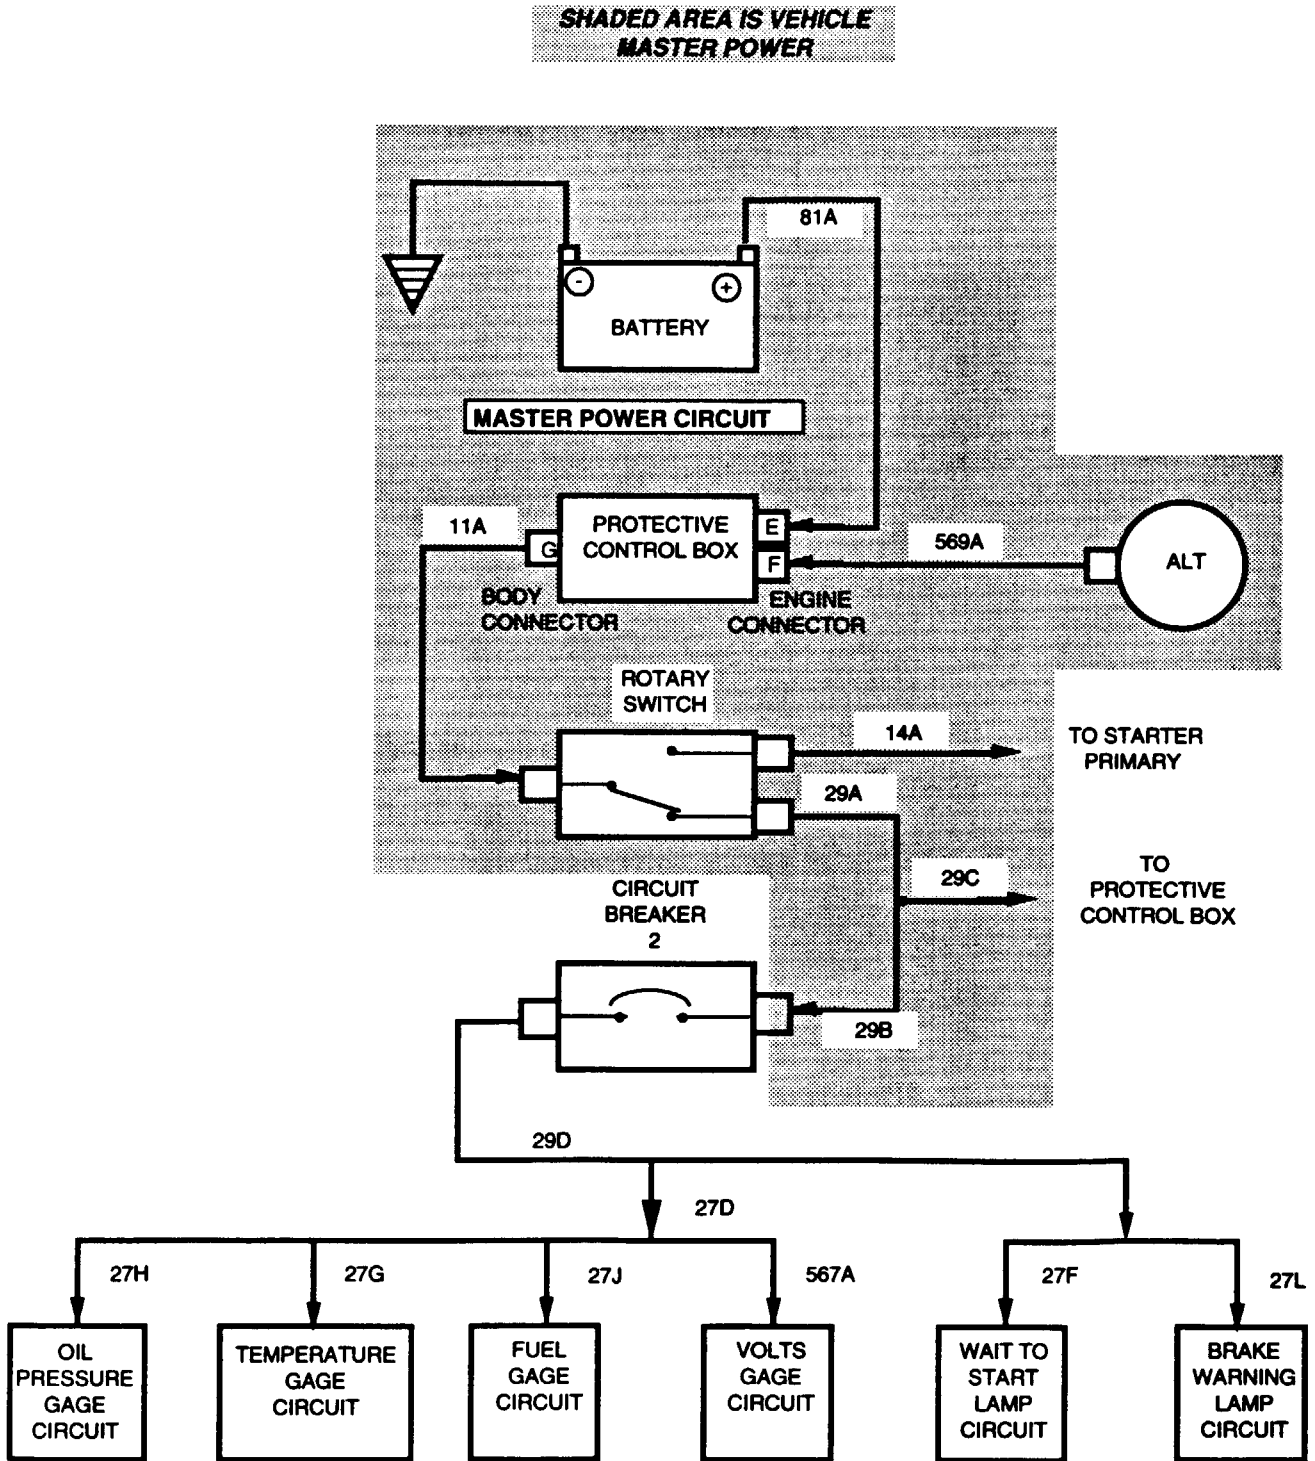 SHADED AREA IS VEHICLE
MASTER POWER
81A
-
+
BATTERY
MASTER POWER CIRCUIT
11A
G
PROTECTIVE
CONTROL BOX
E
F
569A
ALT
BODY
CONNECTOR
ENGINE
CONNECTOR
ROTARY
SWITCH
14A
TO STARTER
PRIMARY
29A
29C
TO
PROTECTIVE
CONTROL BOX
CIRCUIT
BREAKER
2
29B
29D
27D
27H
27G
27J
567A
27F
27L
OIL
PRESSURE
GAGE
CIRCUIT
TEMPERATURE
GAGE
CIRCUIT
FUEL
GAGE
CIRCUIT
VOLTS
GAGE
CIRCUIT
WAIT TO
START
LAMP
CIRCUIT
BRAKE
WARNING
LAMP
CIRCUIT